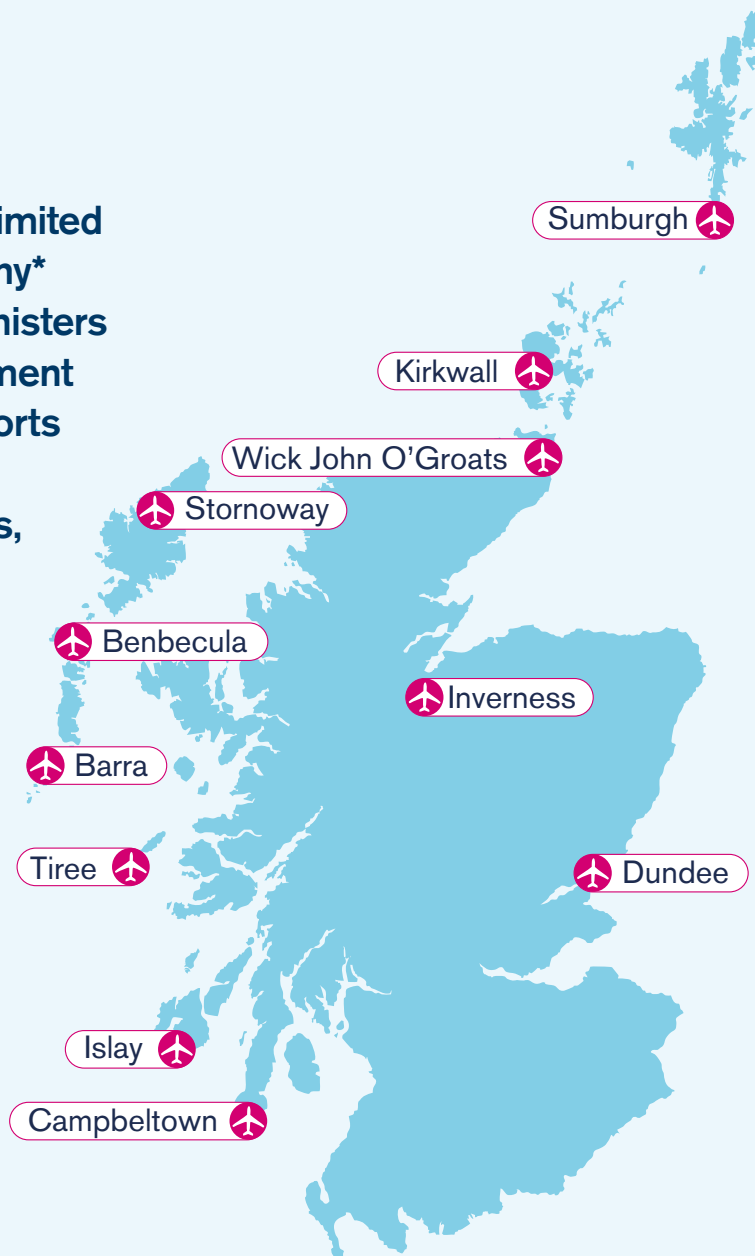 imited
ny*
nisters
ment
orts
s,
Sumburgh
Kirkwall
Wick John O'Groats
Stornoway
Benbecula
Inverness
Barra
Tiree
Dundee
Islay
Campbeltown